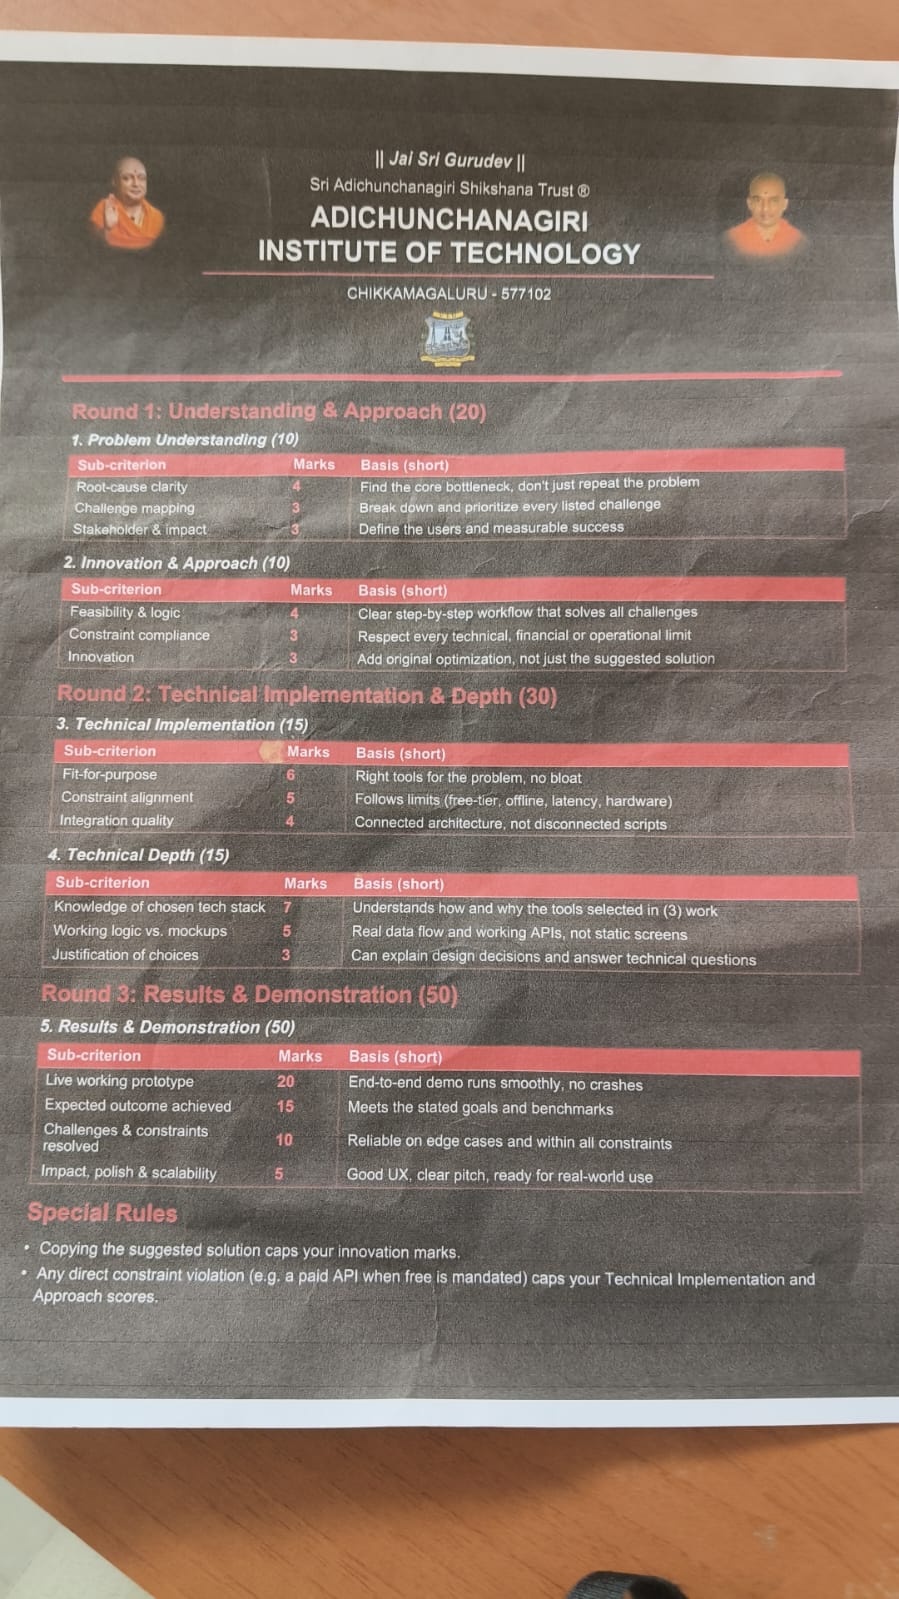 || Jai Sri Gurudev ||
Sri Adichunchanagiri Shikshana Trust ®
ADICHUNCHANAGIRI
INSTITUTE OF TECHNOLOGY
CHIKKAMAGALURU - 577102
Round 1: Understanding & Approach (20)
1. Problem Understanding (10)
Sub-criterion Marks Basis (short)
Root-cause clarity 4 Find the core bottleneck, don't just repeat the problem
Challenge mapping 3 Break down and prioritize every listed challenge
Stakeholder & impact 3 Define the users and measurable success
2. Innovation & Approach (10)
Sub-criterion Marks Basis (short)
Feasibility & logic 4 Clear step-by-step workflow that solves all challenges
Constraint compliance 3 Respect every technical, financial or operational limit
Innovation 3 Add original optimization, not just the suggested solution
Round 2: Technical Implementation & Depth (30)
3. Technical Implementation (15)
Sub-criterion Marks Basis (short)
Fit-for-purpose 6 Right tools for the problem, no bloat
Constraint alignment 5 Follows limits (free-tier, offline, latency, hardware)
Integration quality 4 Connected architecture, not disconnected scripts
4. Technical Depth (15)
Sub-criterion Marks Basis (short)
Knowledge of chosen tech stack 7 Understands how and why the tools selected in (3) work
Working logic vs. mockups 5 Real data flow and working APIs, not static screens
Justification of choices 3 Can explain design decisions and answer technical questions
Round 3: Results & Demonstration (50)
5. Results & Demonstration (50)
Sub-criterion Marks Basis (short)
Live working prototype 20 End-to-end demo runs smoothly, no crashes
Expected outcome achieved 15 Meets the stated goals and benchmarks
Challenges & constraints
resolved 10 Reliable on edge cases and within all constraints
Impact, polish & scalability 5 Good UX, clear pitch, ready for real-world use
Special Rules
• Copying the suggested solution caps your innovation marks.
• Any direct constraint violation (e.g. a paid API when free is mandated) caps your Technical Implementation and
Approach scores.